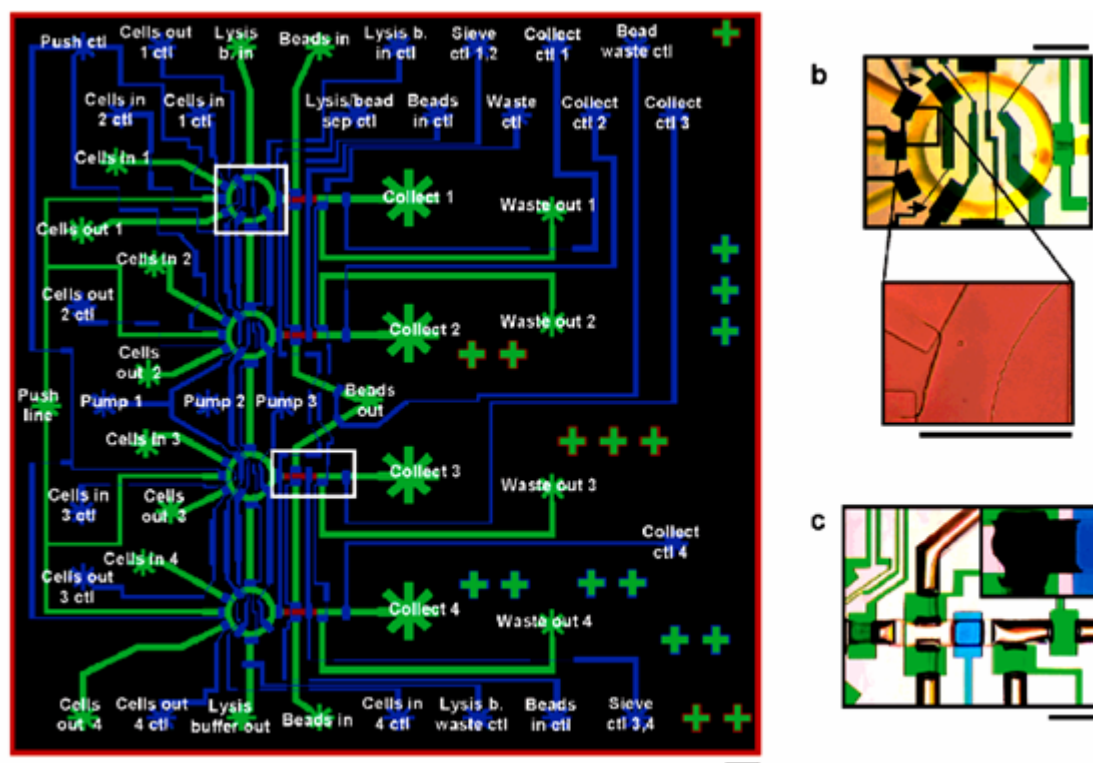 Push ctl
Cells out
1 ctl
Lysis
b. in
Beads in
Lysis b.
in ctl
Sieve
ctl 1,2
Collect
ctl 1
Bead
waste ctl
Cells in
2 ctl
Cells in
1 ctl
Lysis/bead
sep ctl
Beads
in ctl
Waste
ctl
Collect
ctl 2
Collect
ctl 3
Cells in 1
Collect 1
Waste out 1
Cells out 1
Cells in 2
Cells out
2 ctl
Collect 2
Waste out 2
Cells
out 2
Push
line
Pump 1
Pump 2
Pump 3
Beads
out
Cells in 3
Collect 3
Waste out 3
Cells in
3 ctl
Cells
out 3
Collect
ctl 4
Cells in 4
Cells out
3 ctl
Collect 4
Waste out 4
Cells
out 4
Cells out
4 ctl
Lysis
buffer out
Beads in
Cells in
4 ctl
Lysis b.
waste ctl
Beads
in ctl
Sieve
ctl 3,4
b
c